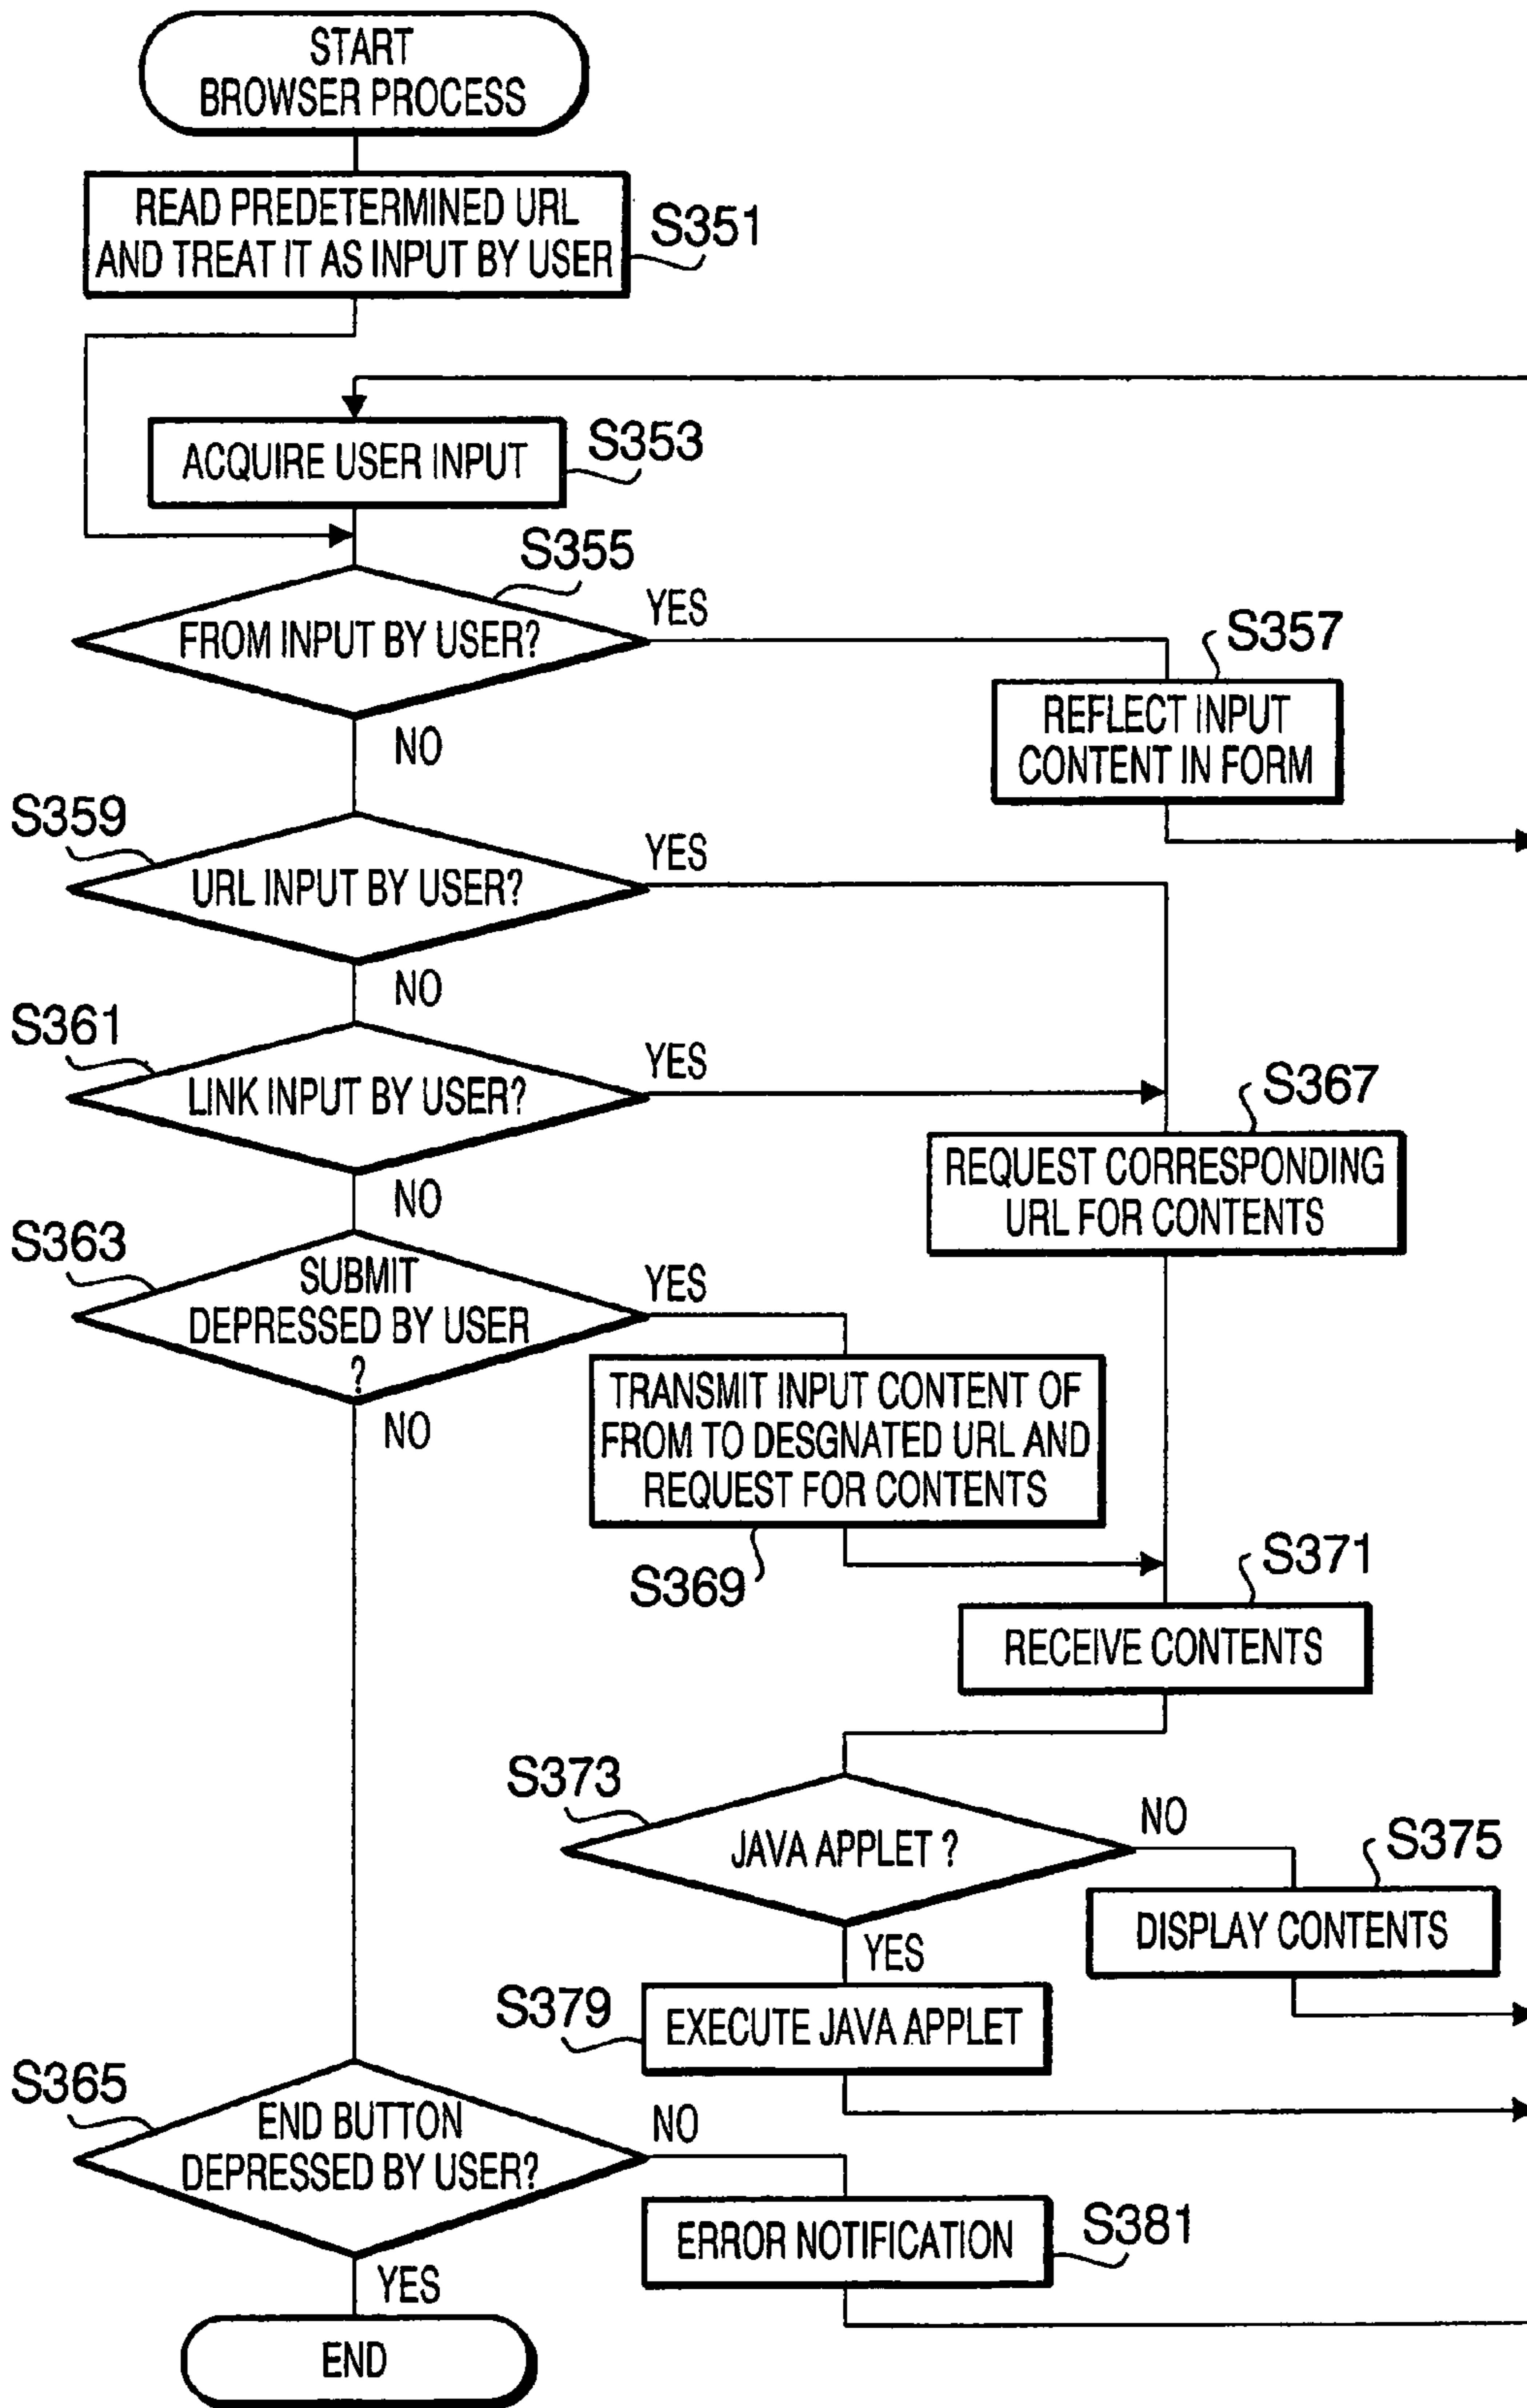 START
BROWSER PROCESS
READ PREDETERMINED URL
AND TREAT IT AS INPUT BY USER
S351
ACQUIRE USER INPUT
S353
S355
FROM INPUT BY USER?
YES
NO
S357
REFLECT INPUT
CONTENT IN FORM
S359
URL INPUT BY USER?
YES
NO
S361
LINK INPUT BY USER?
YES
NO
S367
REQUEST CORRESPONDING
URL FOR CONTENTS
S363
SUBMIT
DEPRESSED BY USER
?
YES
NO
TRANSMIT INPUT CONTENT OF
FROM TO DESGNATED URL AND
REQUEST FOR CONTENTS
S369
S371
RECEIVE CONTENTS
S373
JAVA APPLET ?
NO
YES
S375
DISPLAY CONTENTS
S379
EXECUTE JAVA APPLET
S365
END BUTTON
DEPRESSED BY USER?
NO
YES
ERROR NOTIFICATION
S381
END